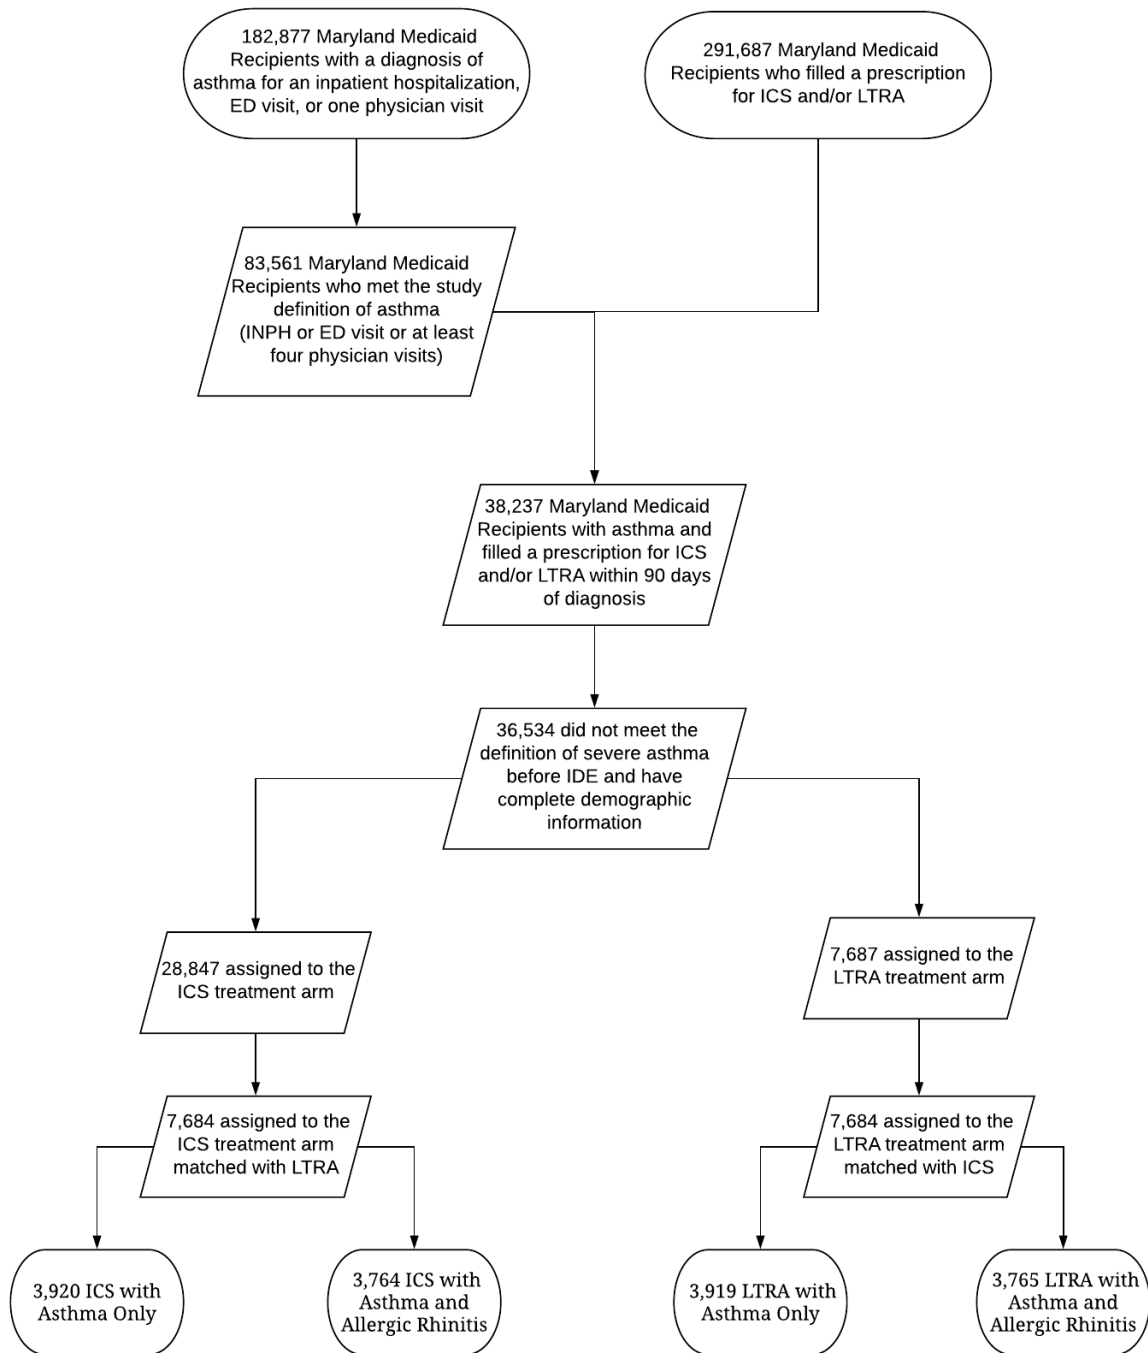 182,877 Maryland Medicaid
Recipients with a diagnosis of
asthma for an inpatient hospitalization,
ED visit, or one physician visit
291,687 Maryland Medicaid
Recipients who filled a prescription
for ICS and/or LTRA
83,561 Maryland Medicaid
Recipients who met the study
definition of asthma
(INPH or ED visit or at least
four physician visits)
38,237 Maryland Medicaid
Recipients with asthma and
filled a prescription for ICS
and/or LTRA within 90 days
of diagnosis
36,534 did not meet the
definition of severe asthma
before IDE and have
complete demographic
information
28,847 assigned to the
ICS treatment arm
7,687 assigned to the
LTRA treatment arm
7,684 assigned to the
ICS treatment arm
matched with LTRA
7,684 assigned to the
LTRA treatment arm
matched with ICS
3,920 ICS with
Asthma Only
3,764 ICS with
Asthma and
Allergic Rhinitis
3,919 LTRA with
Asthma Only
3,765 LTRA with
Asthma and
Allergic Rhinitis